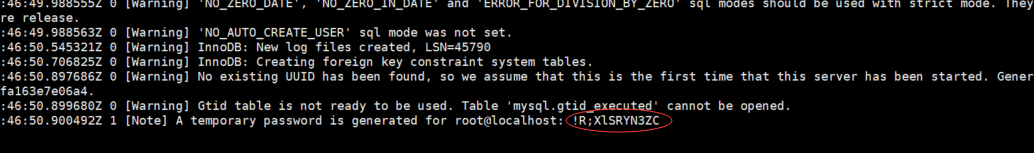 :46:49.988555Z 0 [Warning] 'NO_ZERO_DATE', 'NO_ZERO_IN_DATE' and 'ERROR_FOR_DIVISION_BY_ZERO' sql modes should be used with strict mode. They
re release.
:46:49.988563Z 0 [Warning] 'NO_AUTO_CREATE_USER' sql mode was not set.
:46:50.545321Z 0 [Warning] InnoDB: New log files created, LSN=45790
:46:50.706825Z 0 [Warning] InnoDB: Creating foreign key constraint system tables.
:46:50.897686Z 0 [Warning] No existing UUID has been found, so we assume that this is the first time that this server has been started. Gener
fa163e7e06a4.
:46:50.899680Z 0 [Warning] Gtid table is not ready to be used. Table 'mysql.gtid_executed' cannot be opened.
:46:50.900492Z 1 [Note] A temporary password is generated for root@localhost: !R;XlSRYN3ZC